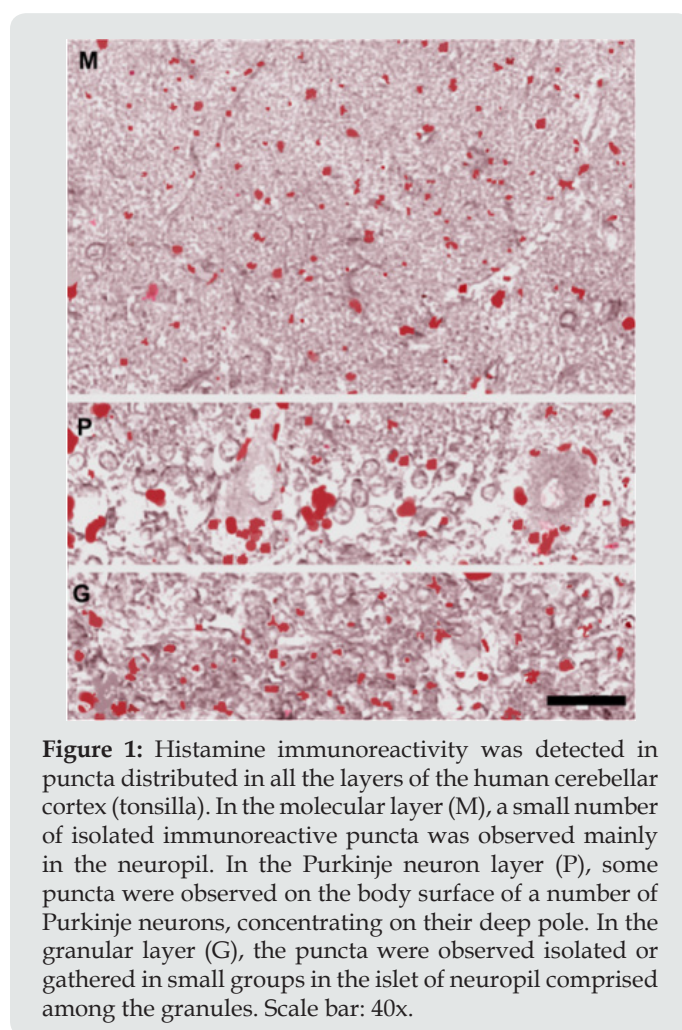 M
P
G
Figure 1: Histamine immunoreactivity was detected in
puncta distributed in all the layers of the human cerebellar
cortex (tonsilla). In the molecular layer (M), a small number
of isolated immunoreactive puncta was observed mainly
in the neuropil. In the Purkinje neuron layer (P), some
puncta were observed on the body surface of a number of
Purkinje neurons, concentrating on their deep pole. In the
granular layer (G), the puncta were observed isolated or
gathered in small groups in the islet of neuropil comprised
among the granules. Scale bar: 40x.